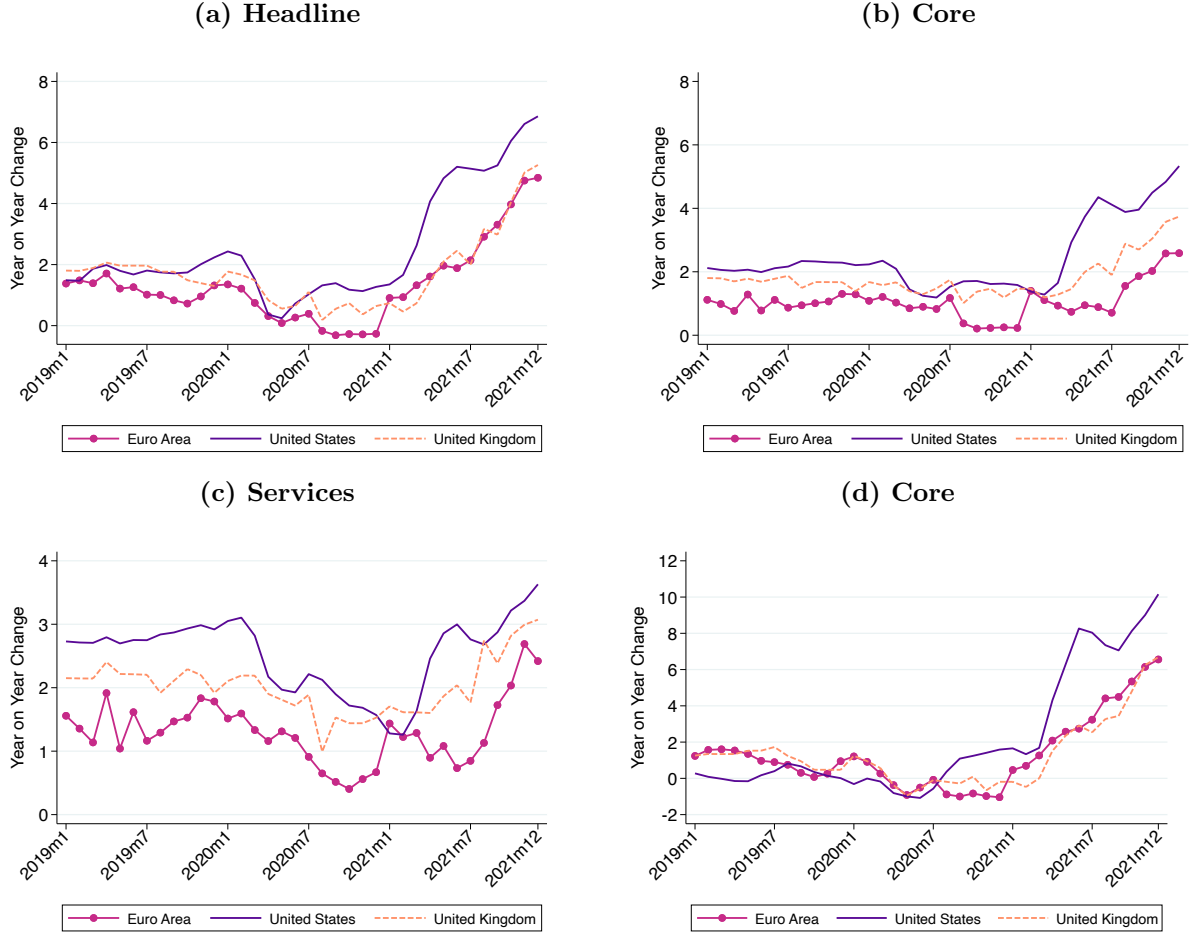 (a) Headline
Year on Year Change
8
6
4
2
0
2019m1
2019m7
2020m1
2020m7
2021m1
2021m7
2021m12
Euro Area United States United Kingdom
(b) Core
Year on Year Change
8
6
4
2
0
2019m1
2019m7
2020m1
2020m7
2021m1
2021m7
2021m12
Euro Area United States United Kingdom
(c) Services
Year on Year Change
4
3
2
1
0
2019m1
2019m7
2020m1
2020m7
2021m1
2021m7
2021m12
Euro Area United States United Kingdom
(d) Core
Year on Year Change
12
10
8
6
4
2
0
-2
2019m1
2019m7
2020m1
2020m7
2021m1
2021m7
2021m12
Euro Area United States United Kingdom